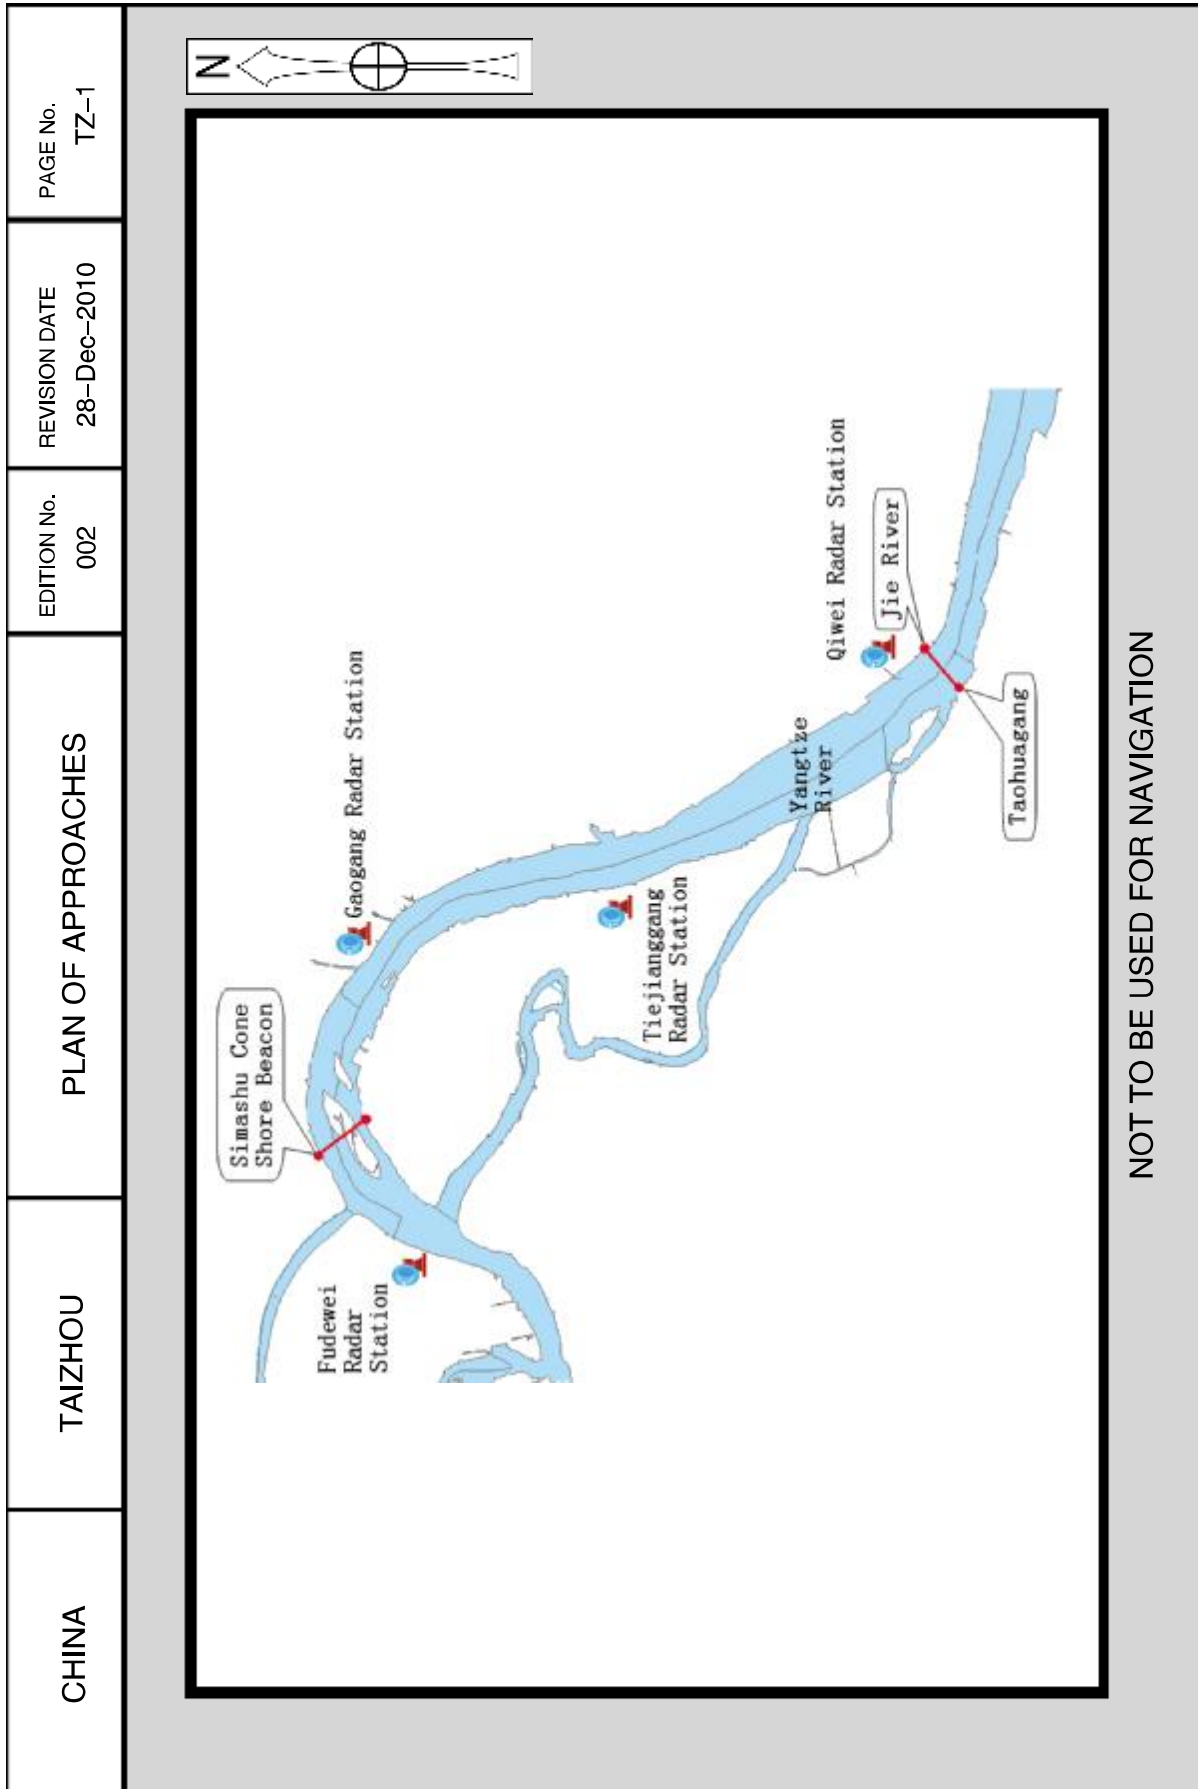 CHINA
TAIZHOU
PLAN OF APPROACHES
EDITION No.
002
REVISION DATE
28-Dec-2010
PAGE No.
TZ-1
N
Simashu Cone
Shore Beacon
Gaogang Radar Station
Fudewei
Radar
Station
Tiejianggang
Radar Station
Yangtze
River
Qiwei Radar Station
Jie River
Taohuagang
NOT TO BE USED FOR NAVIGATION